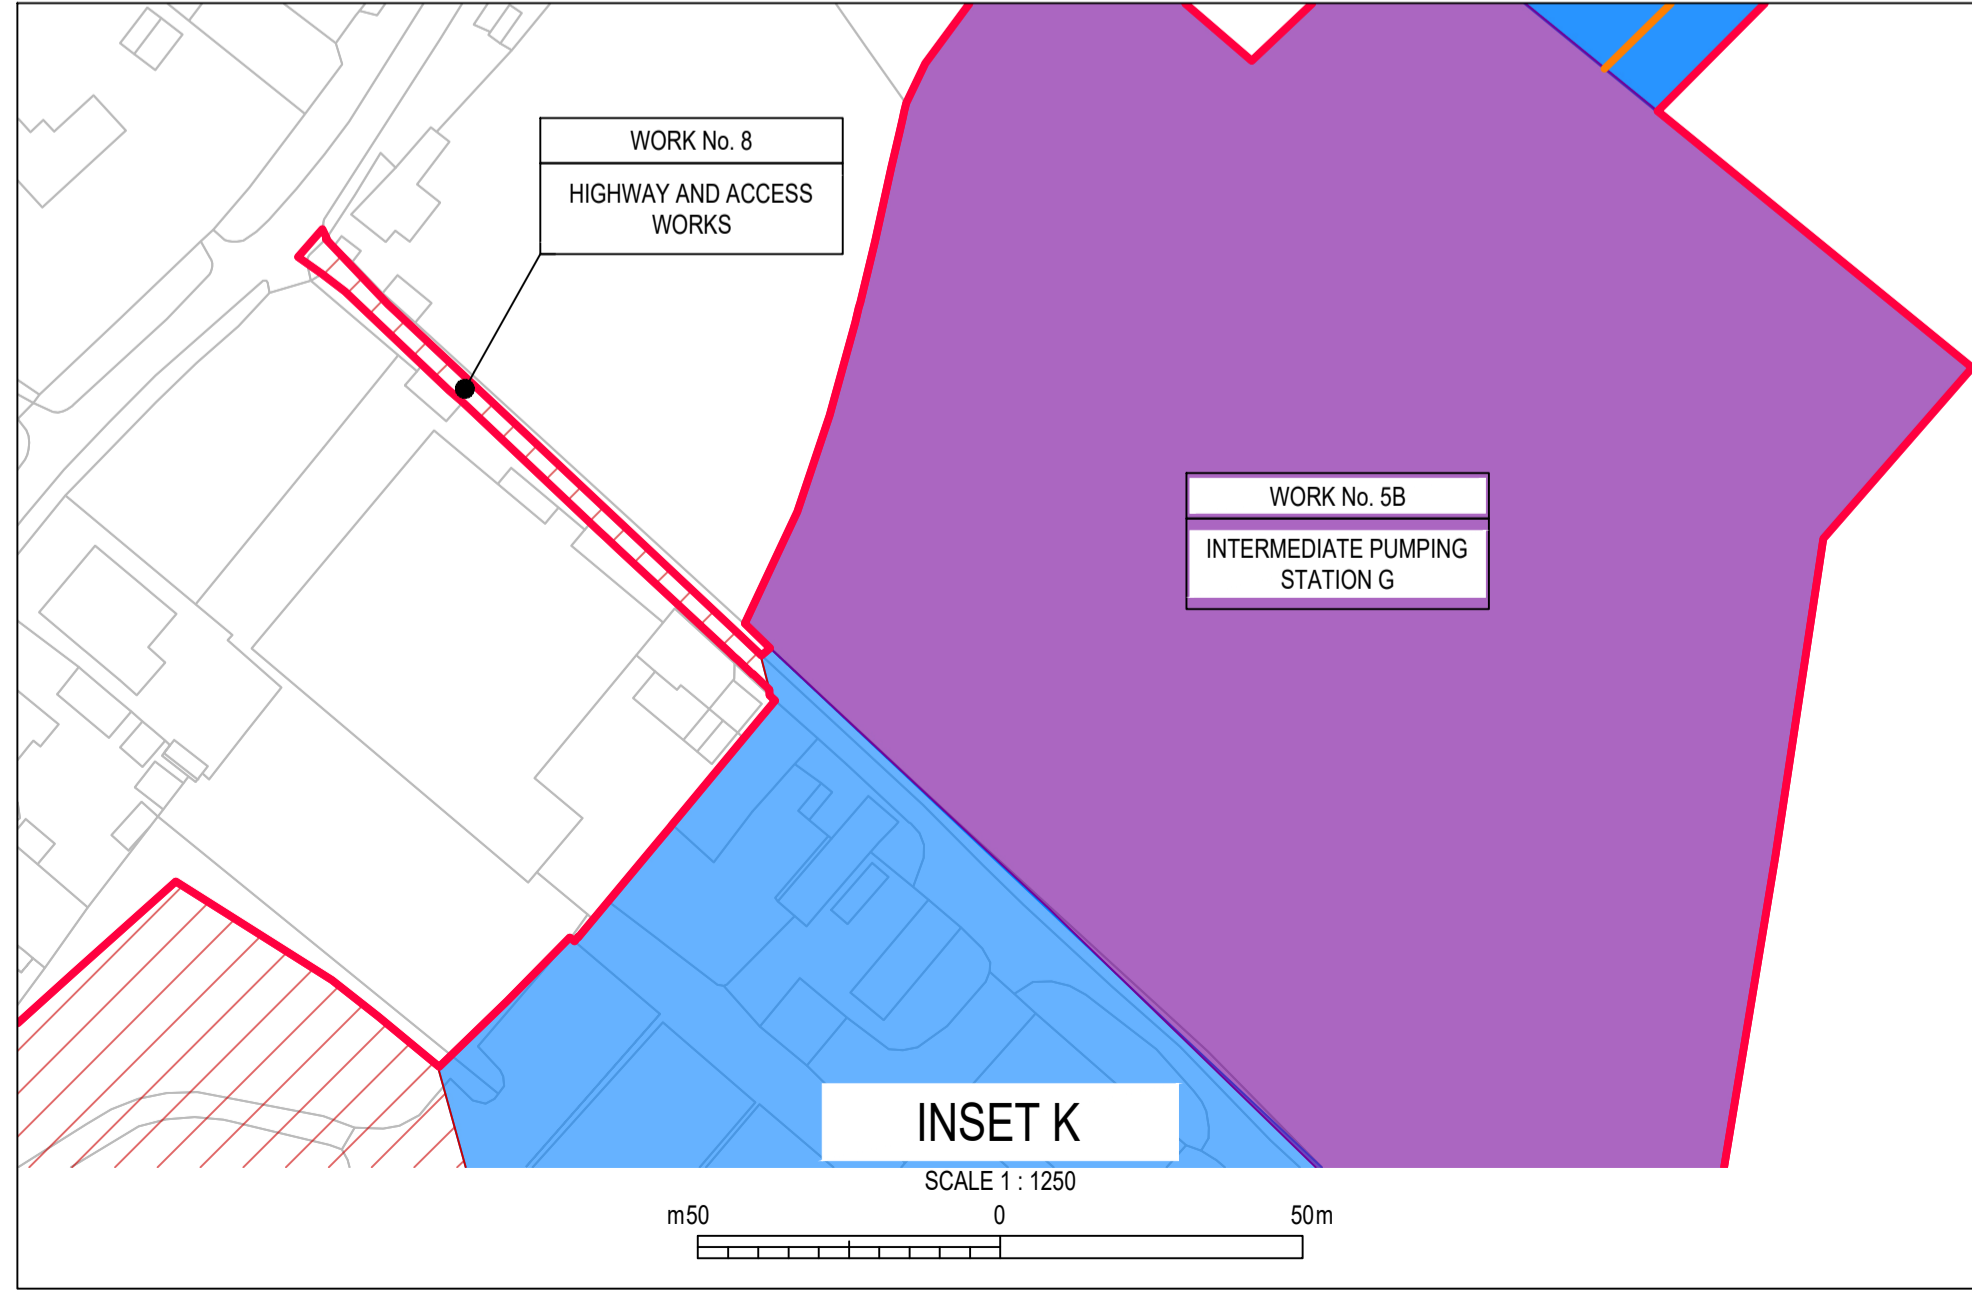 WORK No. 8
HIGHWAY AND ACCESS
WORKS
WORK No. 5B
INTERMEDIATE PUMPING
STATION G
INSET K
SCALE 1 : 1250
m50 0 50m